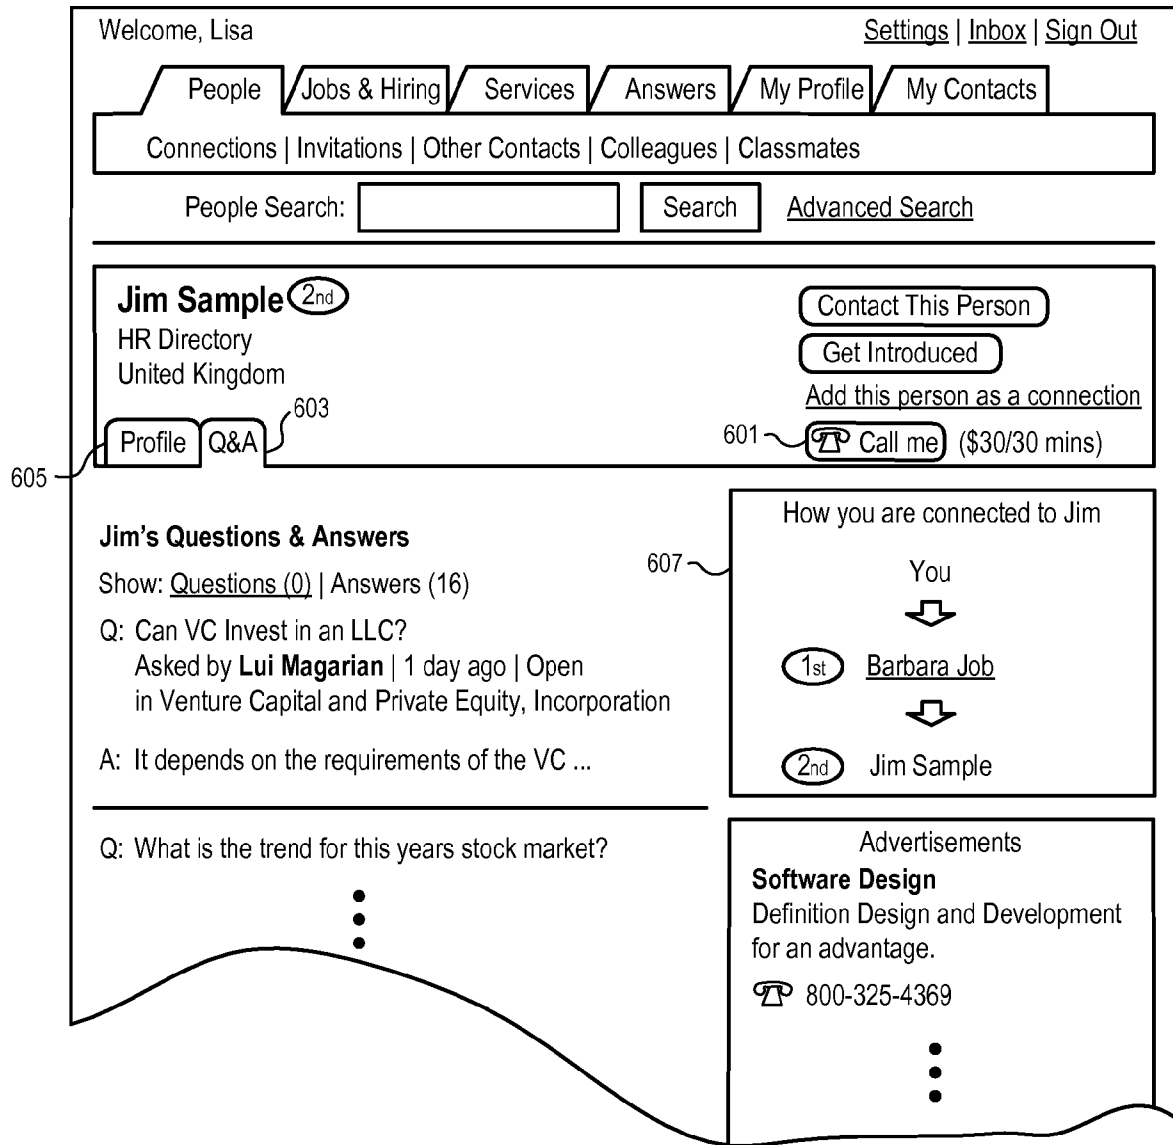 Welcome, Lisa
Settings | Inbox | Sign Out
People
Jobs & Hiring
Services
Answers
My Profile
My Contacts
Connections | Invitations | Other Contacts | Colleagues | Classmates
People Search:
Search
Advanced Search
Jim Sample 2nd
HR Directory
United Kingdom
Contact This Person
Get Introduced
Add this person as a connection
603
Profile
Q&A
601
Call me ($30/30 mins)
605
Jim's Questions & Answers
Show: Questions (0) | Answers (16)
Q: Can VC Invest in an LLC?
Asked by Lui Magarian | 1 day ago | Open
in Venture Capital and Private Equity, Incorporation
A: It depends on the requirements of the VC ...
Q: What is the trend for this years stock market?
607
How you are connected to Jim
You
1st Barbara Job
2nd Jim Sample
Advertisements
Software Design
Definition Design and Development
for an advantage.
800-325-4369